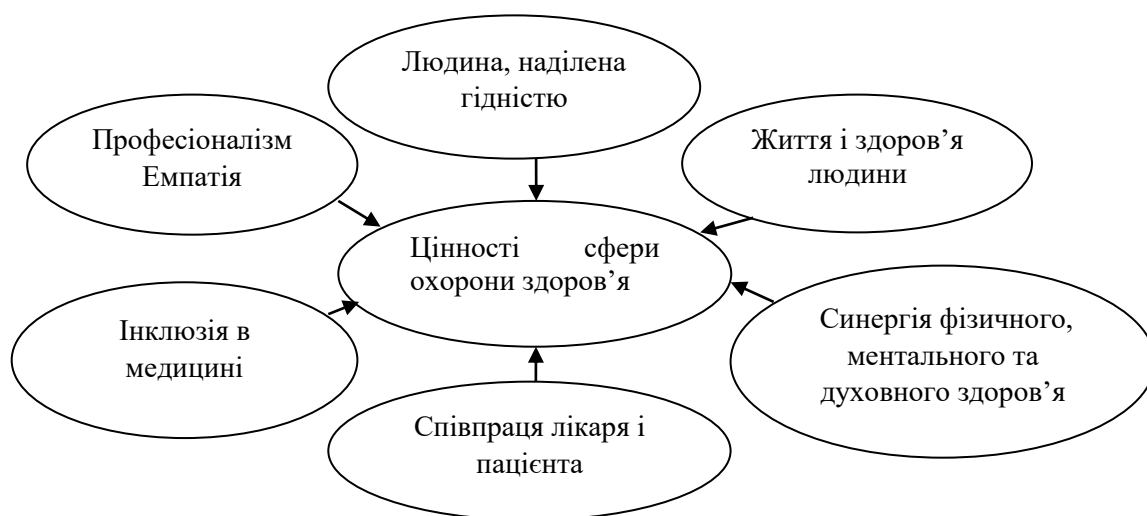 Людина, наділена
гідністю
Професіоналізм
Емпатія
Життя і здоров’я
людини
Цінності сфери
охорони здоров’я
Інклюзія в
медицині
Синергія фізичного,
ментального та
духовного здоров’я
Співпраця лікаря і
пацієнта